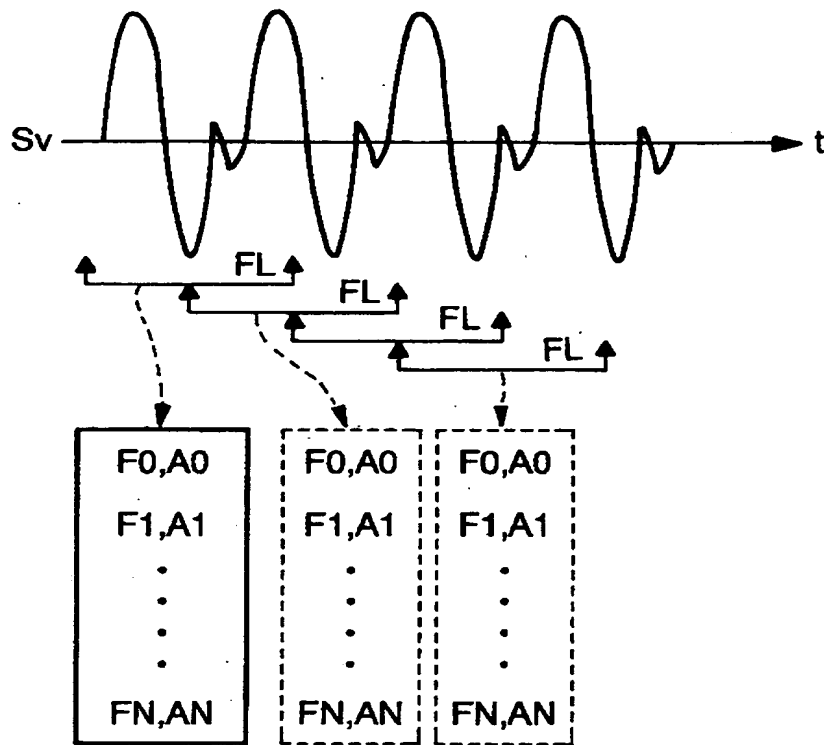 Sv t
FL
FL
FL
FL
F0,A0 F0,A0 F0,A0
F1,A1 F1,A1 F1,A1
FN,AN FN,AN FN,AN